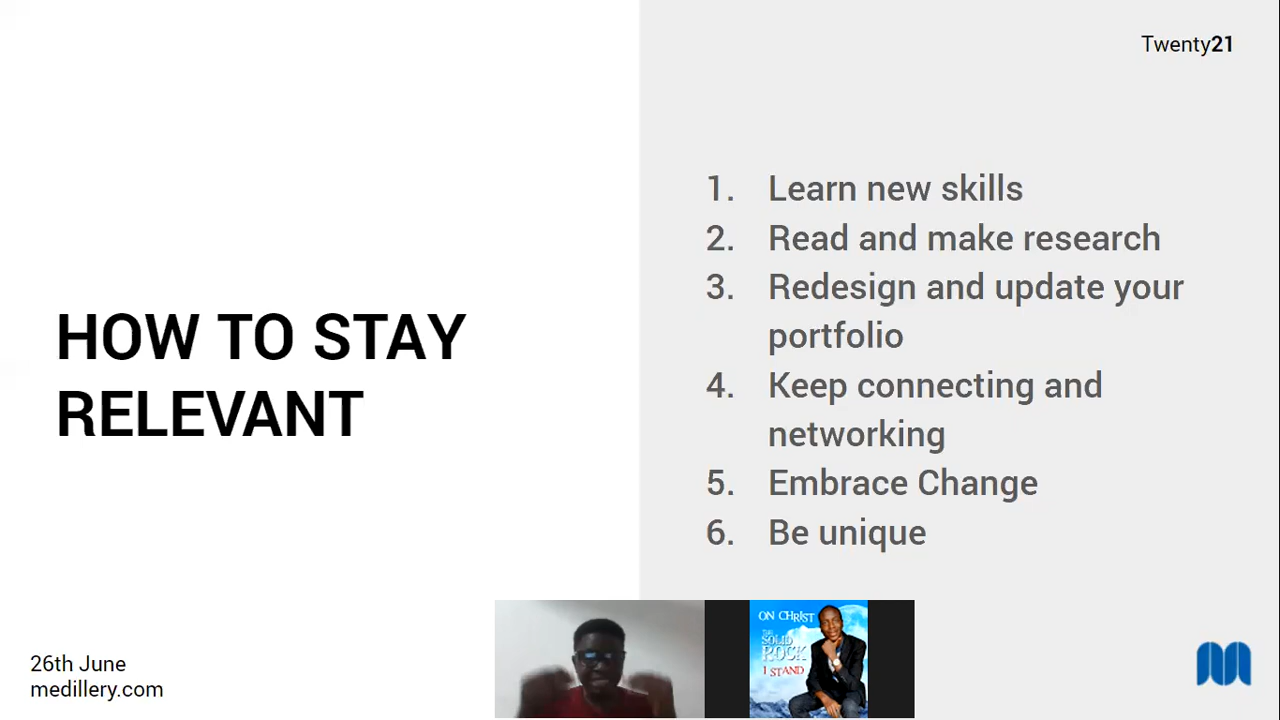 Twenty21
HOW TO STAY
RELEVANT
1. Learn new skills
2. Read and make research
3. Redesign and update your
portfolio
4. Keep connecting and
networking
5. Embrace Change
6. Be unique
ON CHRIST
THE
SOLID
ROCK
I STAND
26th June
medillery.com